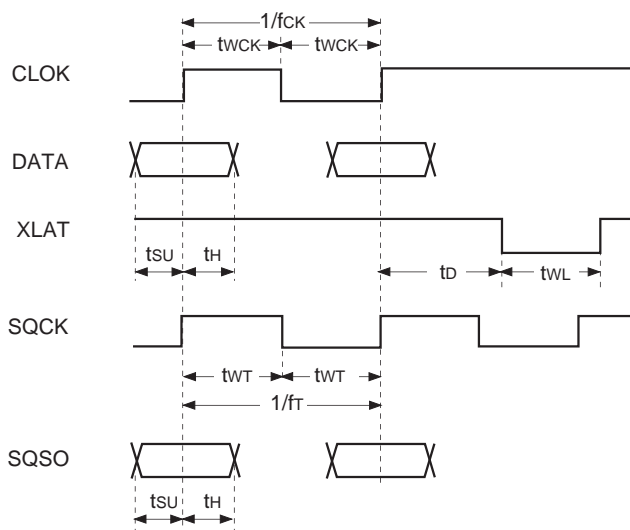 1/fCK
tWCK tWCK
CLOK
DATA
XLAT
tSU tH tD tWL
SQCK
tWT tWT
1/fT
SQSO
tSU tH